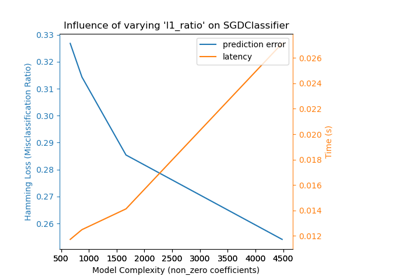 Influence of varying 'l1_ratio' on SGDClassifier
prediction error
latency
0.33
0.32
0.31
0.30
0.29
0.28
0.27
0.26
Hamming Loss (Misclassification Ratio)
0.026
0.024
0.022
0.020
0.018
0.016
0.014
0.012
Time (s)
500 1000 1500 2000 2500 3000 3500 4000 4500
Model Complexity (non_zero coefficients)